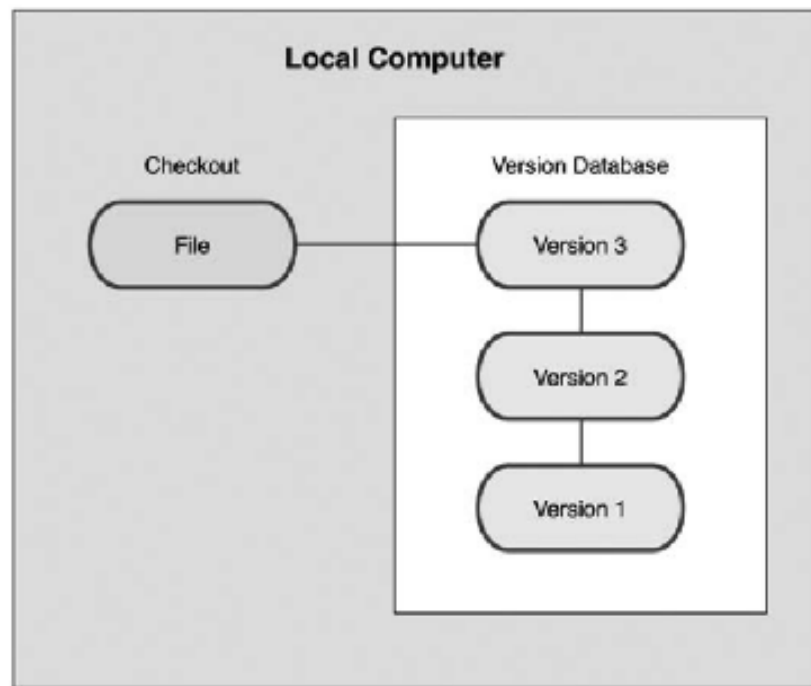 Local Computer
Checkout
Version Database
File
Version 3
Version 2
Version 1